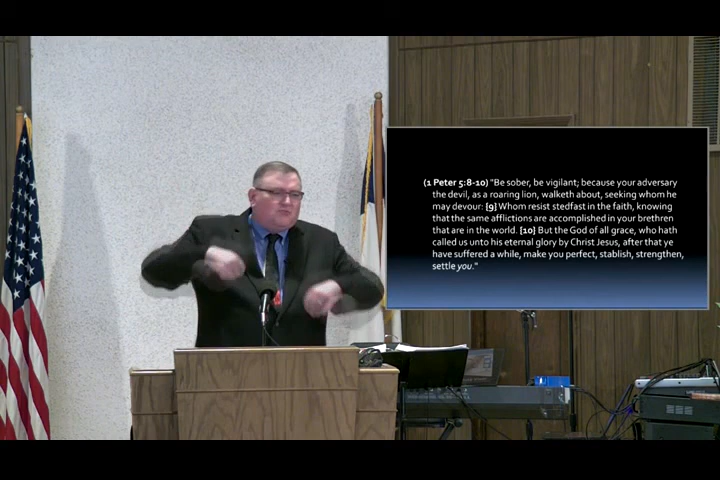 (1 Peter 5:8-10) "Be sober, be vigilant; because your adversary
the devil, as a roaring lion, walketh about, seeking whom he
may devour: [9] Whom resist stedfast in the faith, knowing
that the same afflictions are accomplished in your brethren
that are in the world. [10] But the God of all grace, who hath
called us unto his eternal glory by Christ Jesus, after that ye
have suffered a while, make you perfect, stablish, strengthen,
settle you."